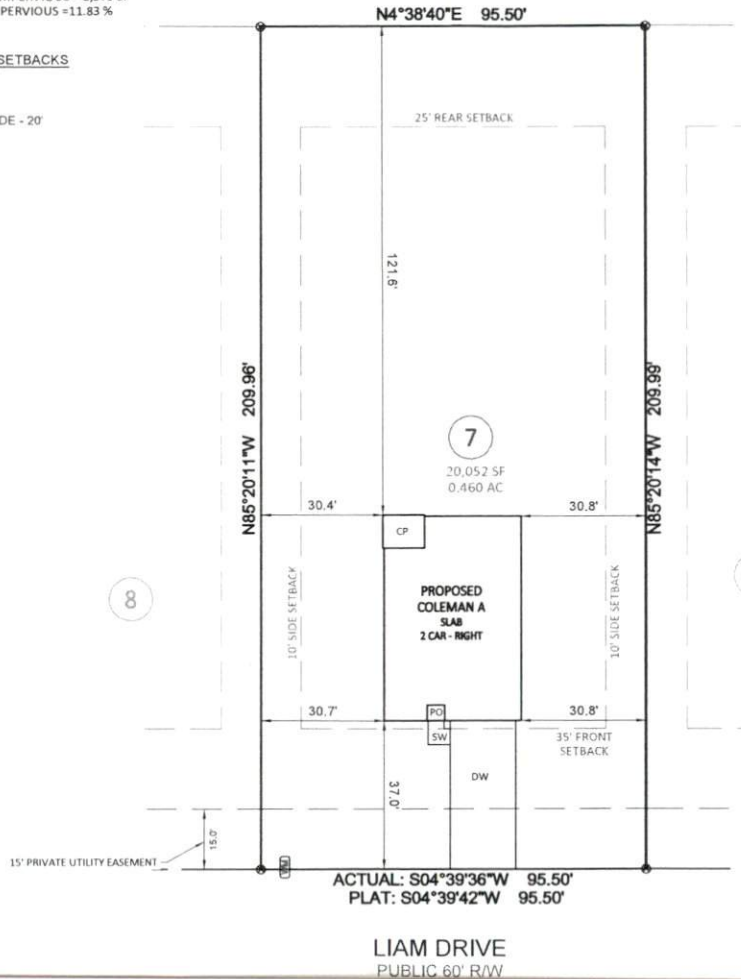 PERVIOUS =11.83 %
SETBACKS
DE - 20'
N4°38'40"E 95.50'
25' REAR SETBACK
121.6'
N85°20'11"W 209.96'
N85°20'14"W 209.99'
7
20,052 SF
0.460 AC
30.4'
30.8'
CP
8
10' SIDE SETBACK
PROPOSED
COLEMAN A
SLAB
2 CAR - RIGHT
10' SIDE SETBACK
30.7'
PO
30.8'
SW
35' FRONT
SETBACK
DW
37.0'
15.0'
15' PRIVATE UTILITY EASEMENT
ACTUAL: S04°39'36"W 95.50'
PLAT: S04°39'42"W 95.50'
LIAM DRIVE
PUBLIC 60' R/W